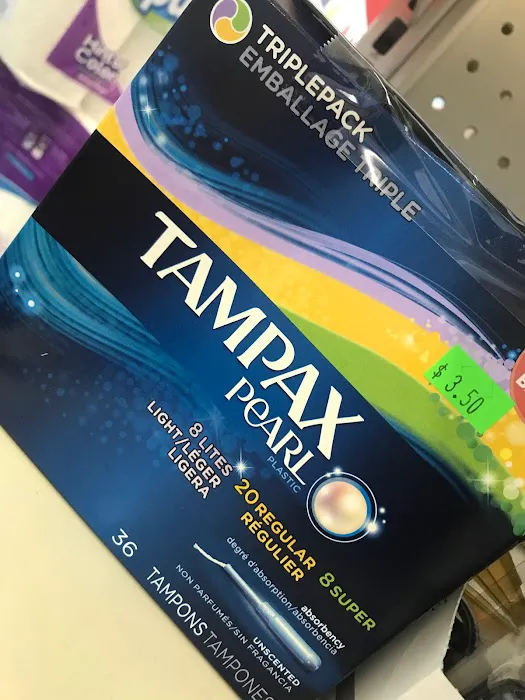 TRIPLEPACK
EMBALLAGE TRIPLE
TAMPAX
PEARL
PLASTIC
$3.50
8 LITES
LIGHT/LÉGER
LIGERA
20 REGULAR
RÉGULIER
8 SUPER
absorbency
degré d'absorption/absorbencia
36
TAMPONS TAMPONES
UNSCENTED
NON PARFUMÉS/SIN FRAGANCIA